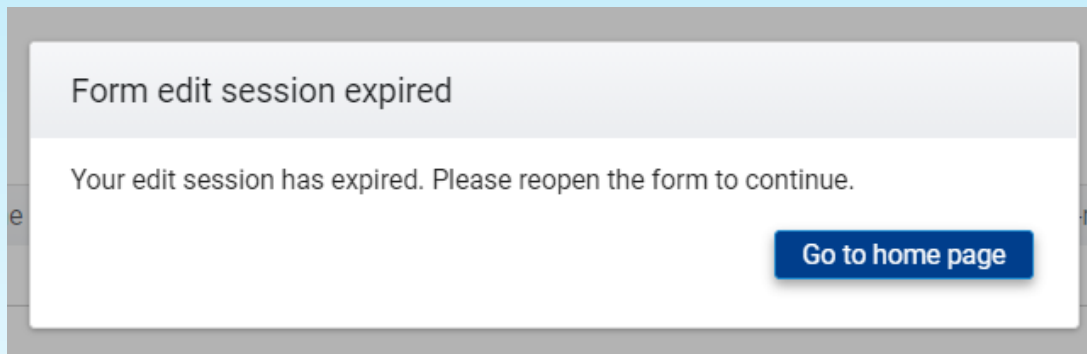 Form edit session expired
Your edit session has expired. Please reopen the form to continue.
e
Go to home page